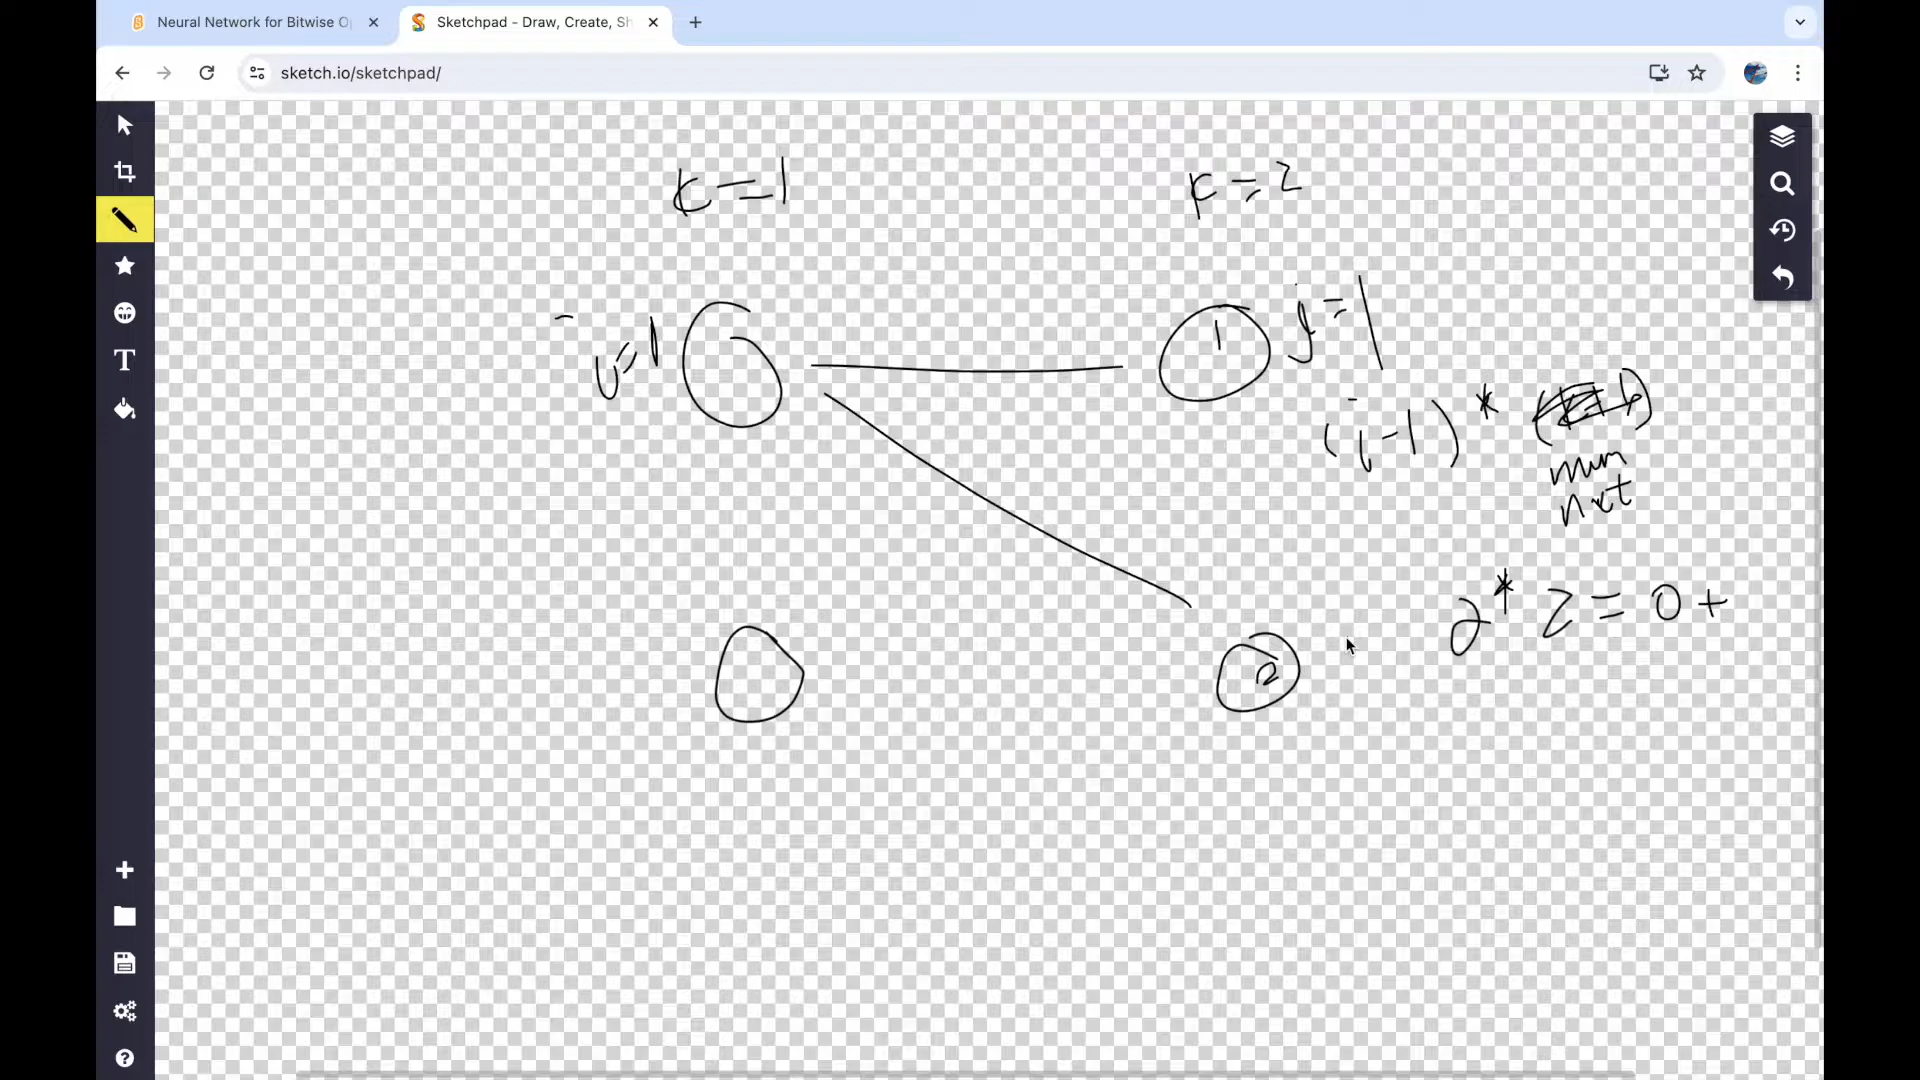 Neural Network for Bitwise Op
Sketchpad - Draw, Create, Sh
sketch.io/sketchpad/
k=1
k=2
i=1
1
j=1
(i-1)*
num
nxt
2*2=0+
2
T